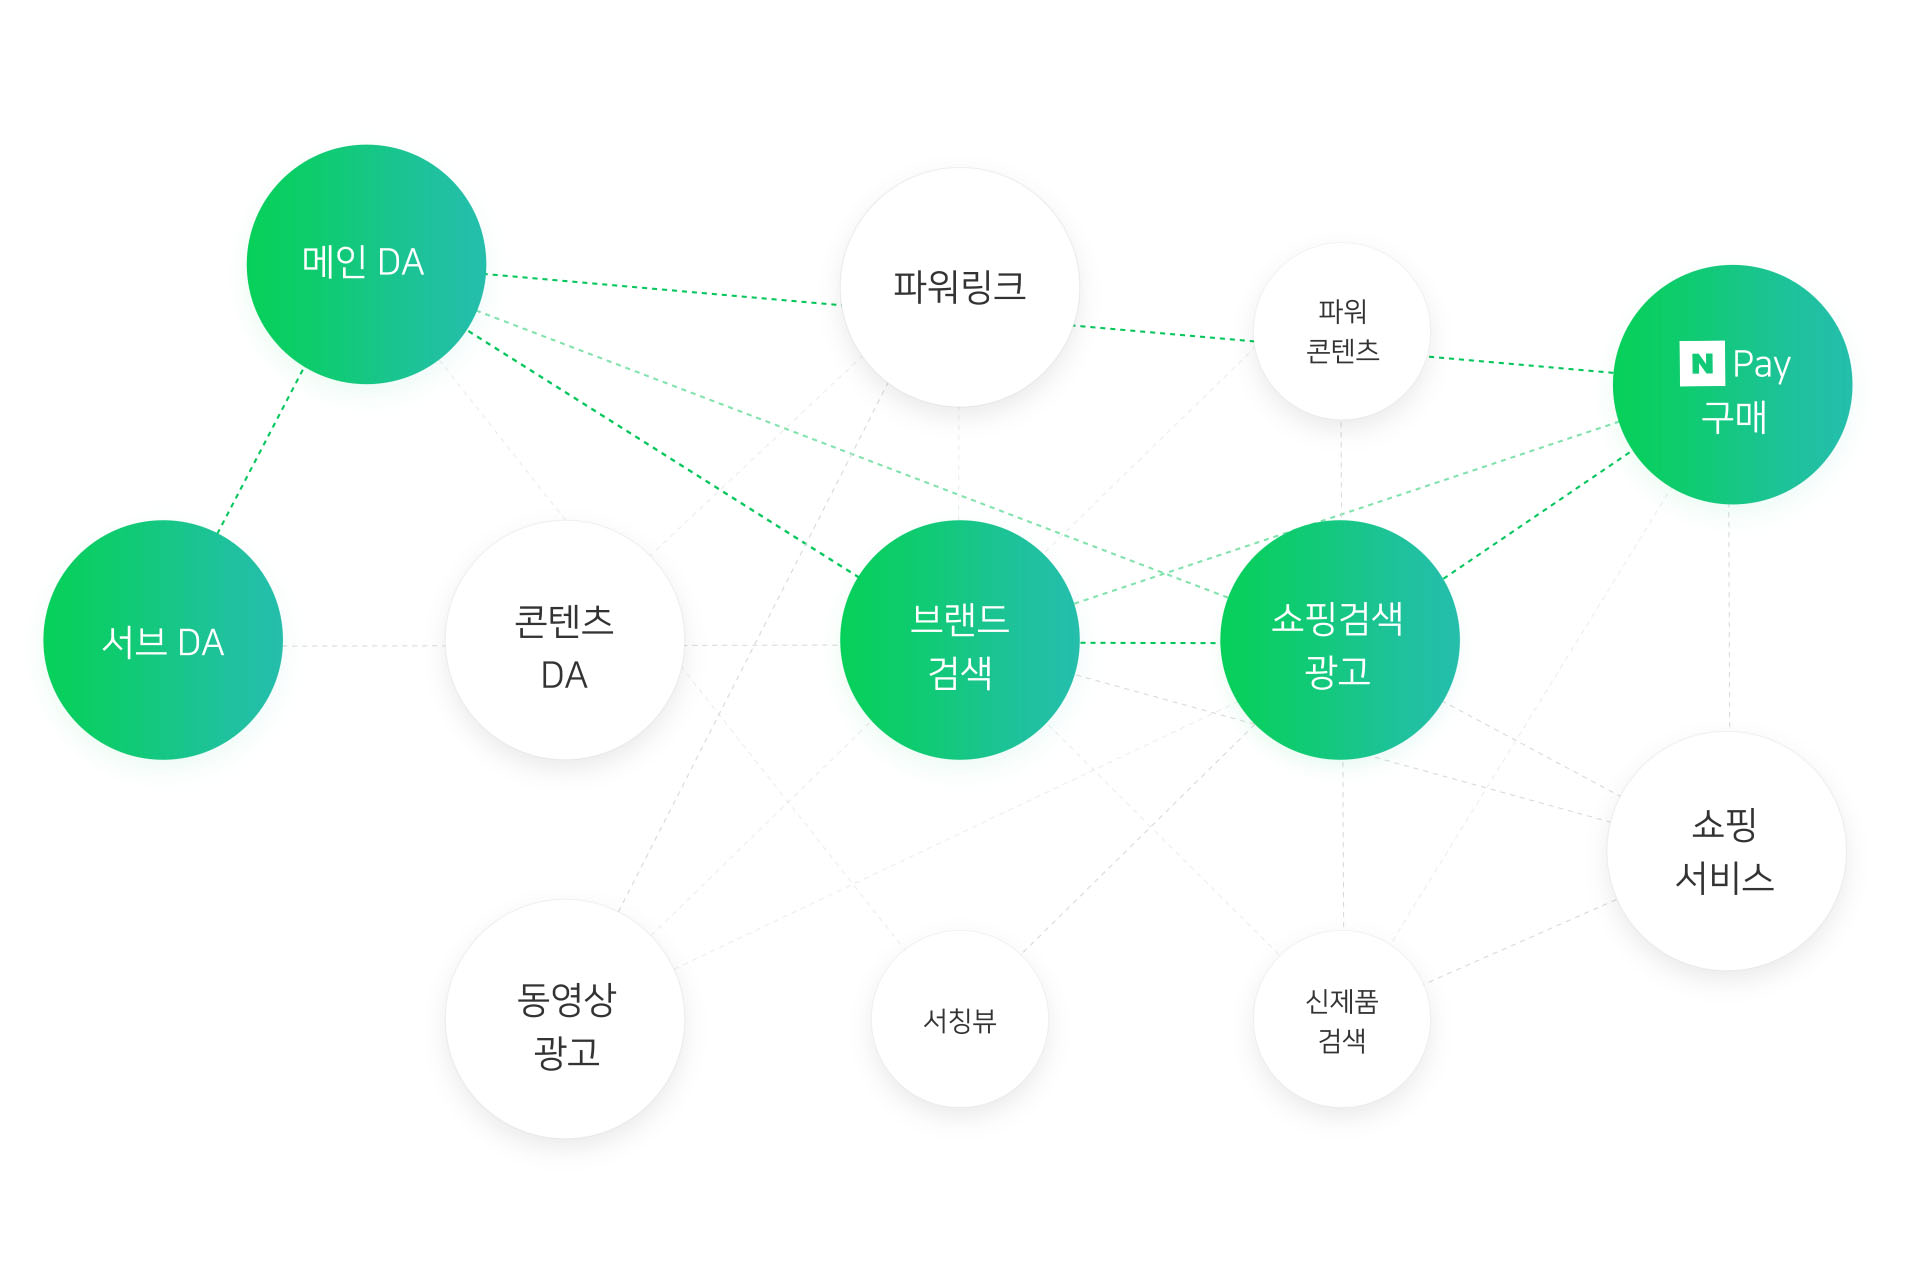 메인 DA
파워링크
파워
콘텐츠
N Pay
구매
서브 DA
콘텐츠
DA
브랜드
검색
쇼핑검색
광고
쇼핑
서비스
동영상
광고
서칭뷰
신제품
검색